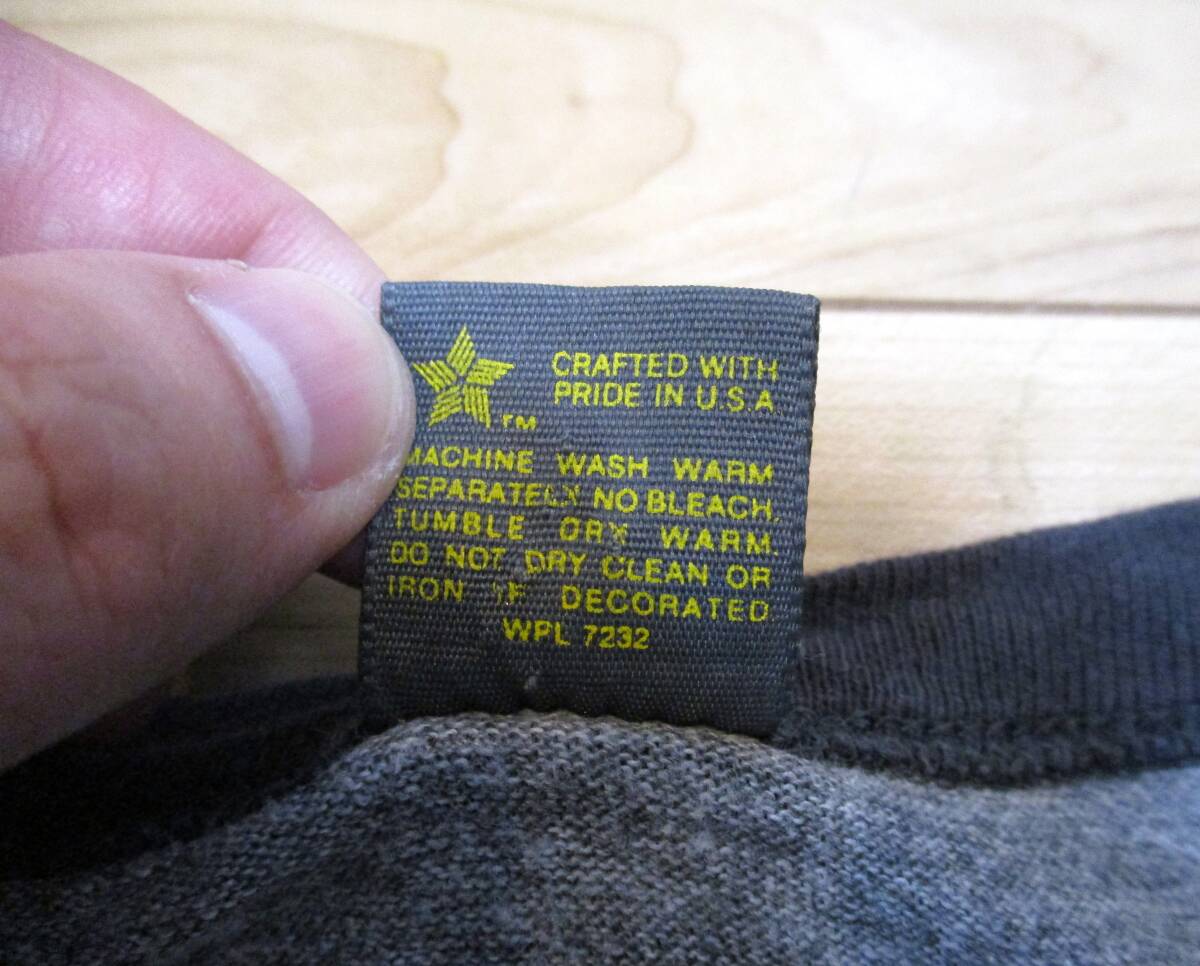 CRAFTED WITH
PRIDE IN U.S.A
TM
MACHINE WASH WARM
SEPARATELY NO BLEACH.
TUMBLE DRY WARM.
DO NOT DRY CLEAN OR
IRON IF DECORATED
WPL 7232